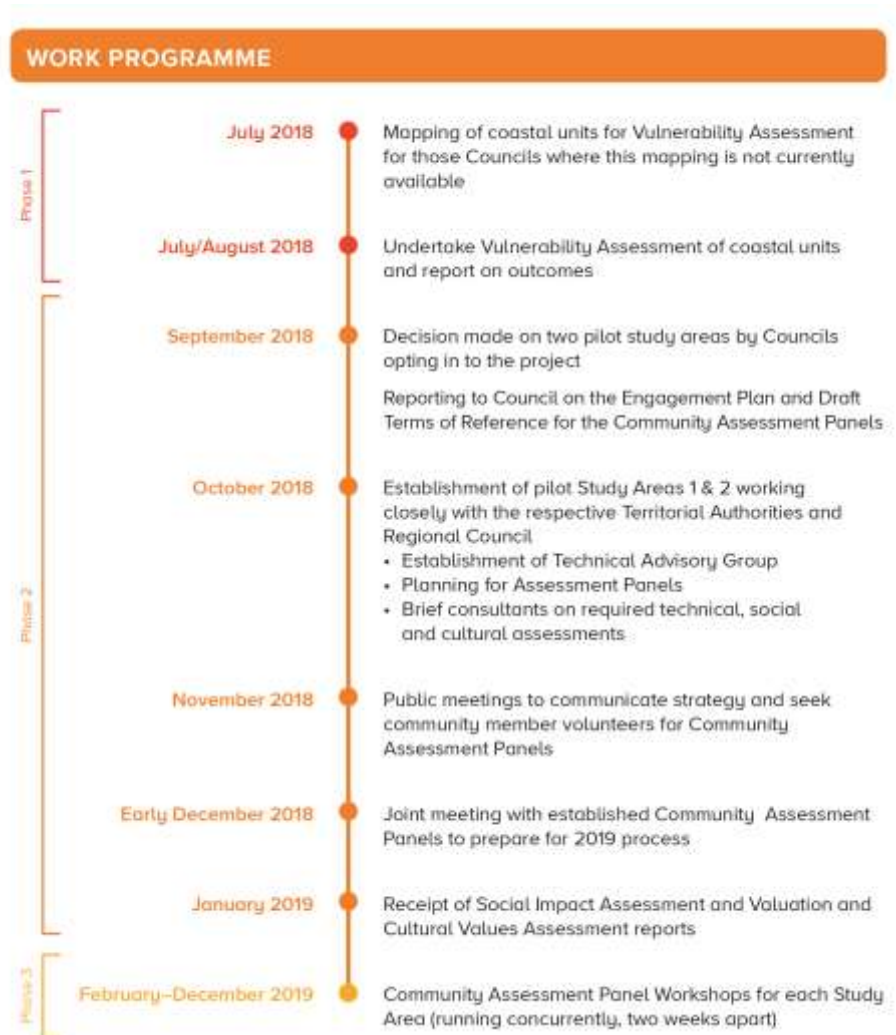 WORK PROGRAMME
Phase 1
July 2018
Mapping of coastal units for Vulnerability Assessment
for those Councils where this mapping is not currently
available
July/August 2018
Undertake Vulnerability Assessment of coastal units
and report on outcomes
Phase 2
September 2018
Decision made on two pilot study areas by Councils
opting in to the project
Reporting to Council on the Engagement Plan and Draft
Terms of Reference for the Community Assessment Panels
October 2018
Establishment of pilot Study Areas 1 & 2 working
closely with the respective Territorial Authorities and
Regional Council
• Establishment of Technical Advisory Group
• Planning for Assessment Panels
• Brief consultants on required technical, social
and cultural assessments
November 2018
Public meetings to communicate strategy and seek
community member volunteers for Community
Assessment Panels
Early December 2018
Joint meeting with established Community Assessment
Panels to prepare for 2019 process
January 2019
Receipt of Social Impact Assessment and Valuation and
Cultural Values Assessment reports
Phase 3
February–December 2019
Community Assessment Panel Workshops for each Study
Area (running concurrently, two weeks apart)